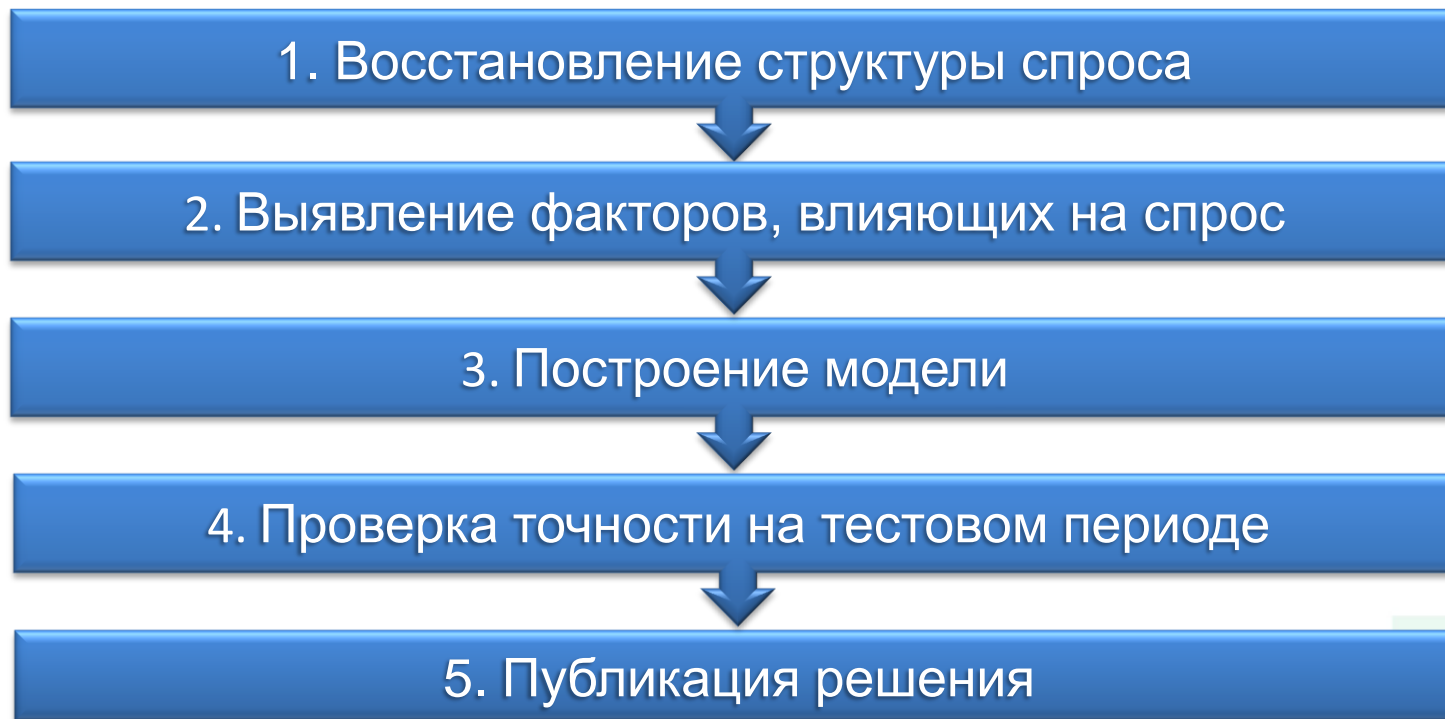 1. Восстановление структуры спроса
2. Выявление факторов, влияющих на спрос
3. Построение модели
4. Проверка точности на тестовом периоде
5. Публикация решения